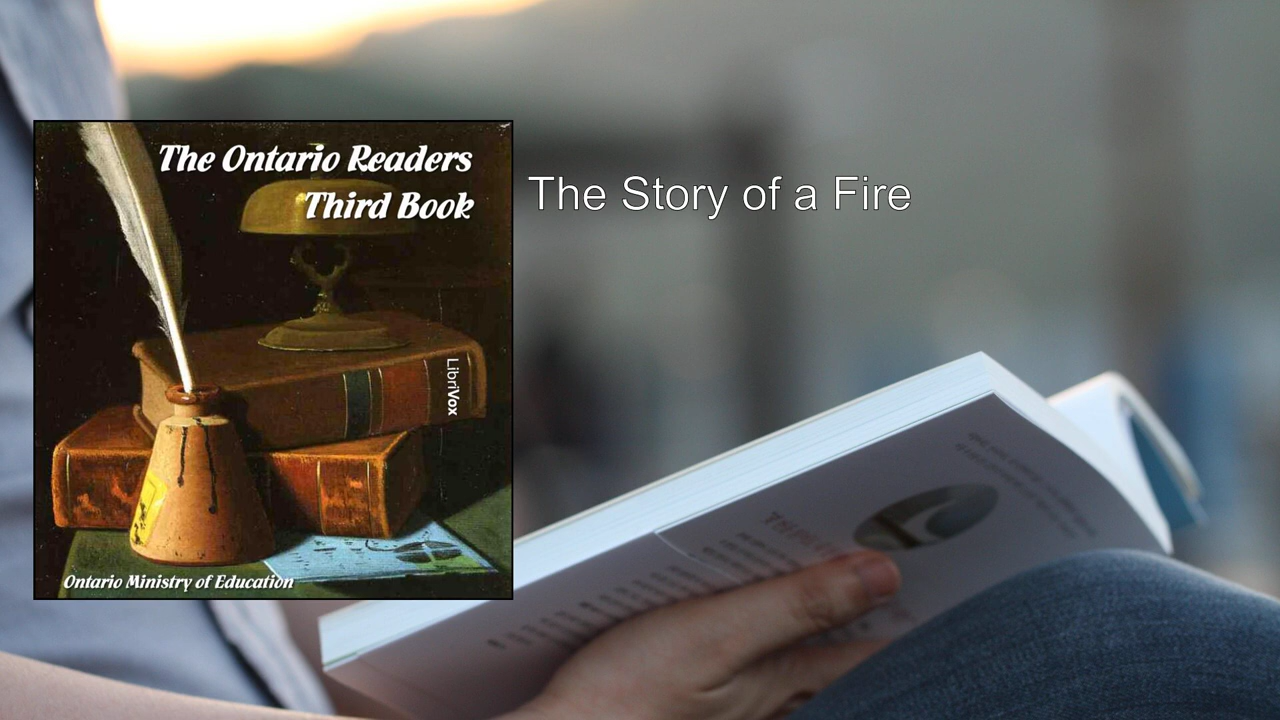 The Ontario Readers
Third Book
LibriVox
Ontario Ministry of Education
The Story of a Fire